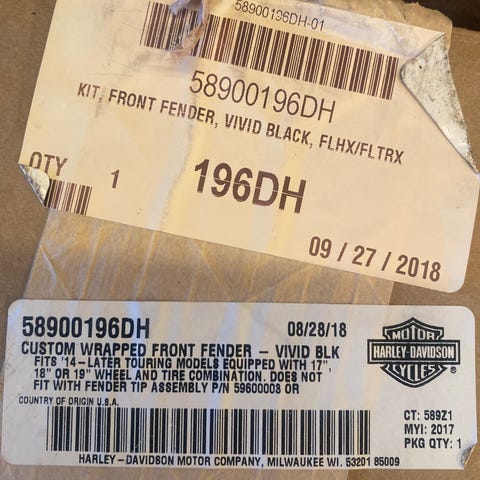 58900196DH-01
58900196DH
KIT, FRONT FENDER, VIVID BLACK, FLHX/FLTRX
QTY 1 196DH
09 / 27 / 2018
58900196DH 08/28/18
CUSTOM WRAPPED FRONT FENDER – VIVID BLK
FITS '14-LATER TOURING MODELS EQUIPPED WITH 17",
18" OR 19" WHEEL AND TIRE COMBINATION. DOES NOT
FIT WITH FENDER TIP ASSEMBLY P/N 59600003 OR
COUNTRY OF ORIGIN U.S.A.
MOTOR
HARLEY-DAVIDSON
CYCLES
®
CT: 589Z1
MYI: 2017
PKG QTY: 1
HARLEY-DAVIDSON MOTOR COMPANY, MILWAUKEE WI. 53201 85009